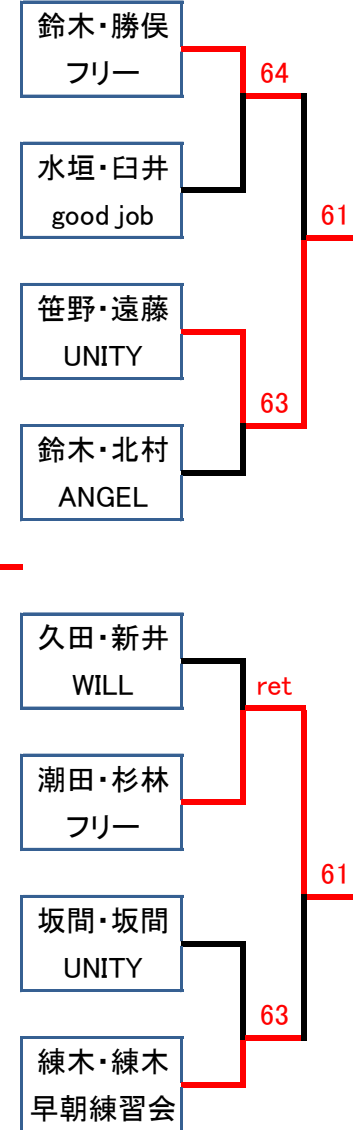 鈴木・勝俣
フリー
64
水垣・臼井
good job
61
笹野・遠藤
UNITY
63
鈴木・北村
ANGEL
久田・新井
WILL
ret
潮田・杉林
フリー
61
坂間・坂間
UNITY
63
練木・練木
早朝練習会